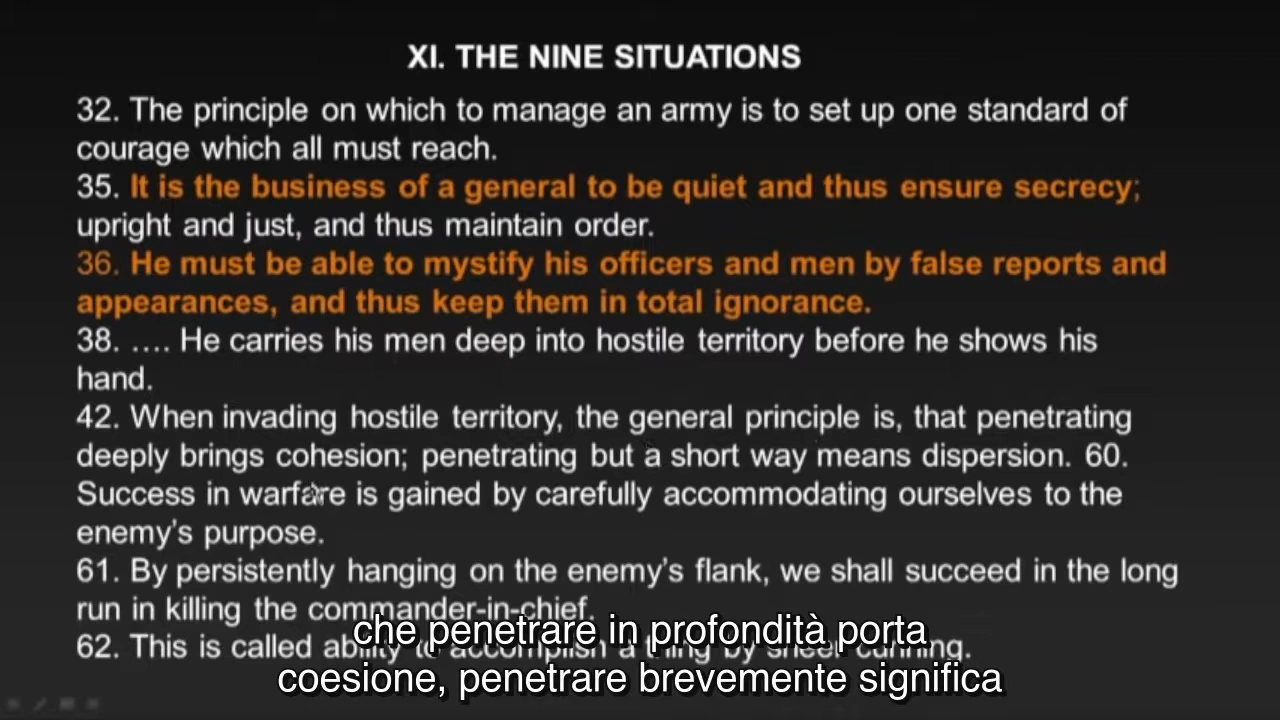 XI. THE NINE SITUATIONS
32. The principle on which to manage an army is to set up one standard of
courage which all must reach.
35. It is the business of a general to be quiet and thus ensure secrecy;
upright and just, and thus maintain order.
36. He must be able to mystify his officers and men by false reports and
appearances, and thus keep them in total ignorance.
38. .... He carries his men deep into hostile territory before he shows his
hand.
42. When invading hostile territory, the general principle is, that penetrating
deeply brings cohesion; penetrating but a short way means dispersion. 60.
Success in warfare is gained by carefully accommodating ourselves to the
enemy's purpose.
61. By persistently hanging on the enemy's flank, we shall succeed in the long
run in killing the commander-in-chief.
62. This is called ability to accomplish a thing by sheer cunning.
che penetrare in profondità porta
coesione, penetrare brevemente significa